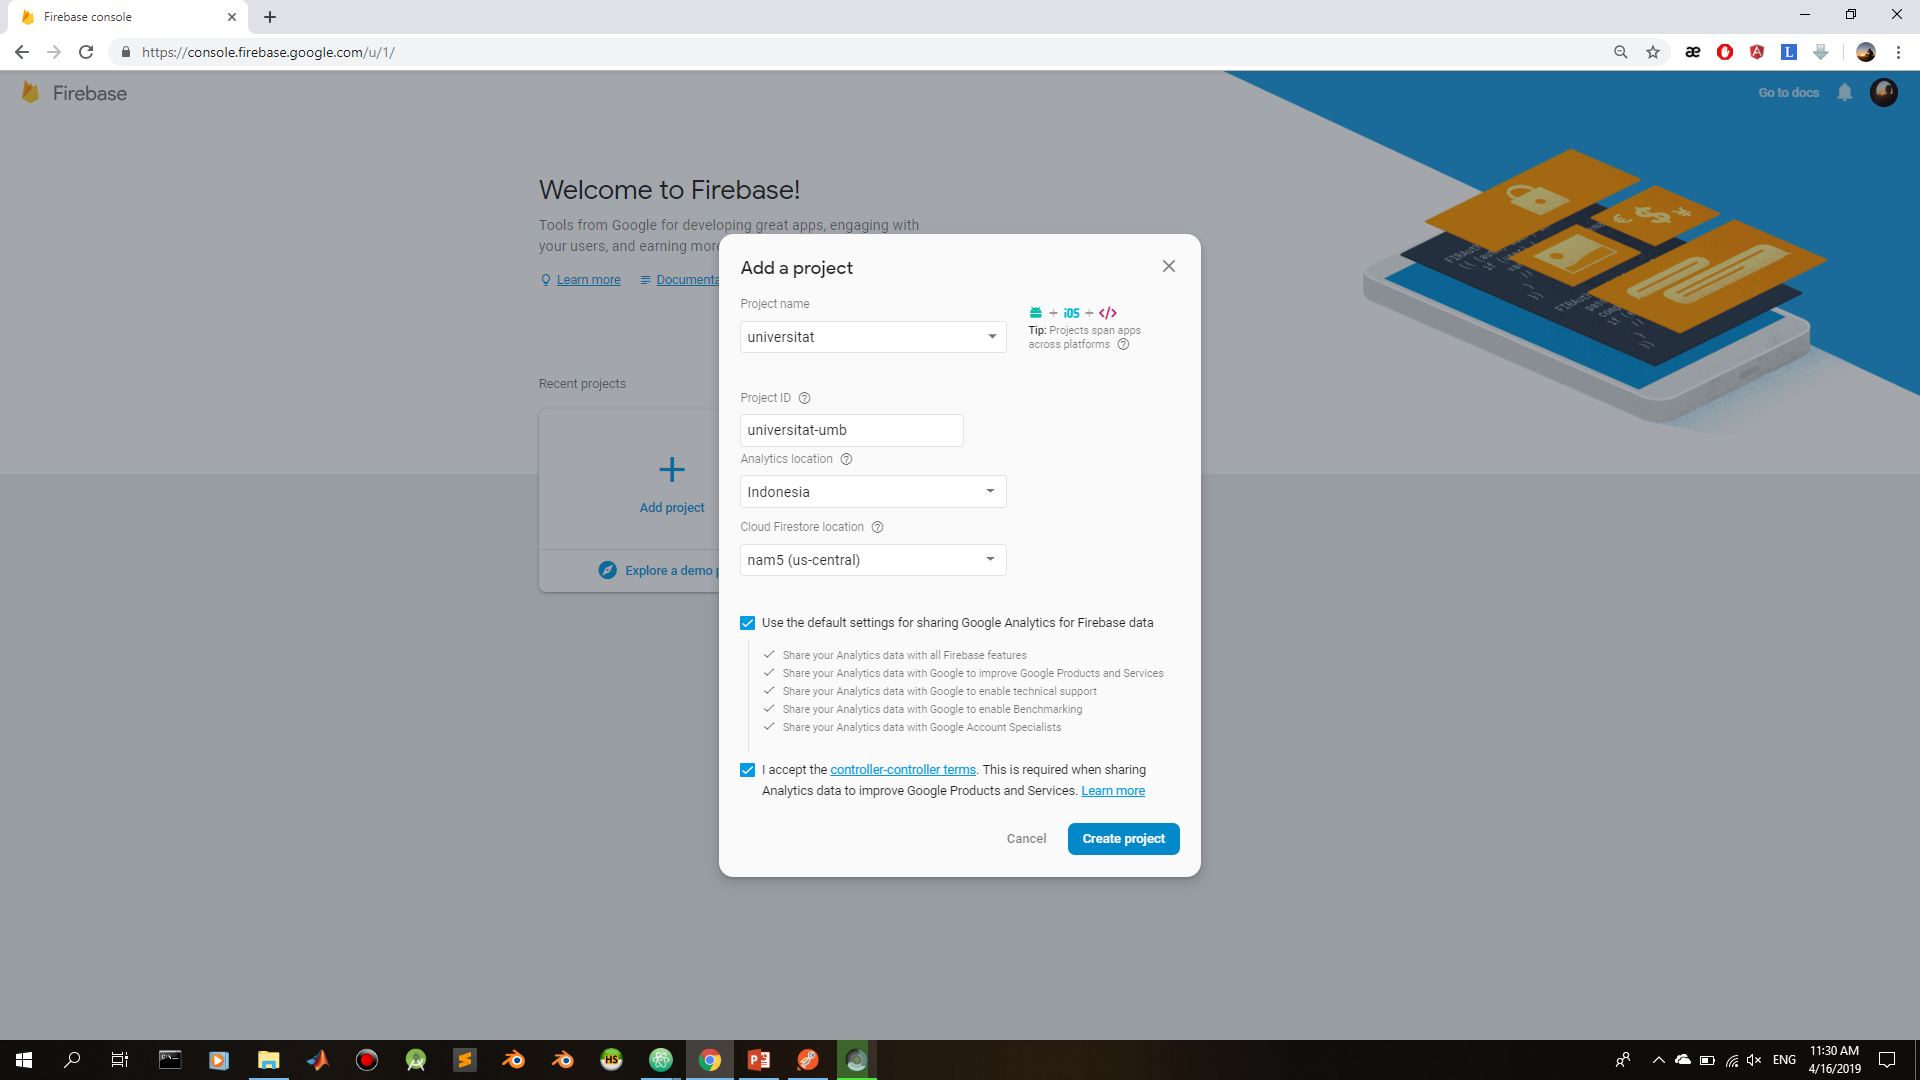 Firebase console
https://console.firebase.google.com/u/1/
Firebase
Go to docs
Welcome to Firebase!
Tools from Google for developing great apps, engaging with
your users, and earning more
Learn more
Documenta
Recent projects
Add project
Explore a demo p
Add a project
Project name
universitat
+ iOS + </>
Tip: Projects span apps
across platforms
Project ID
universitat-umb
Analytics location
Indonesia
Cloud Firestore location
nam5 (us-central)
Use the default settings for sharing Google Analytics for Firebase data
Share your Analytics data with all Firebase features
Share your Analytics data with Google to improve Google Products and Services
Share your Analytics data with Google to enable technical support
Share your Analytics data with Google to enable Benchmarking
Share your Analytics data with Google Account Specialists
I accept the controller-controller terms. This is required when sharing
Analytics data to improve Google Products and Services. Learn more
Cancel
Create project
ENG
11:30 AM
4/16/2019